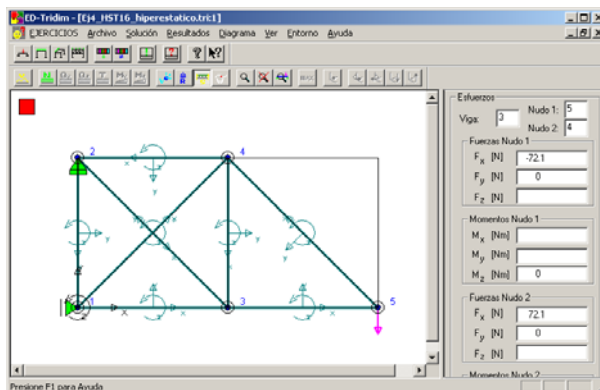 CD-Tridim - [Ej4_HST16_hiperestatico.tri:1]
EJERCICIOS Archivo Solución Resultados Diagrama Ver Entorno Ayuda
Esfuerzos
Viga: 3
Nudo 1: 5
Nudo 2: 4
Fuerzas Nudo 1
Fx [N] -72.1
Fy [N] 0
Fz [N]
Momentos Nudo 1
Mx [Nm]
My [Nm]
Mz [Nm] 0
Fuerzas Nudo 2
Fx [N] 72.1
Fy [N] 0
Fz [N]
Momentos Nudo 2
2
4
x
y
1
3
5
Presione F1 para Ayuda